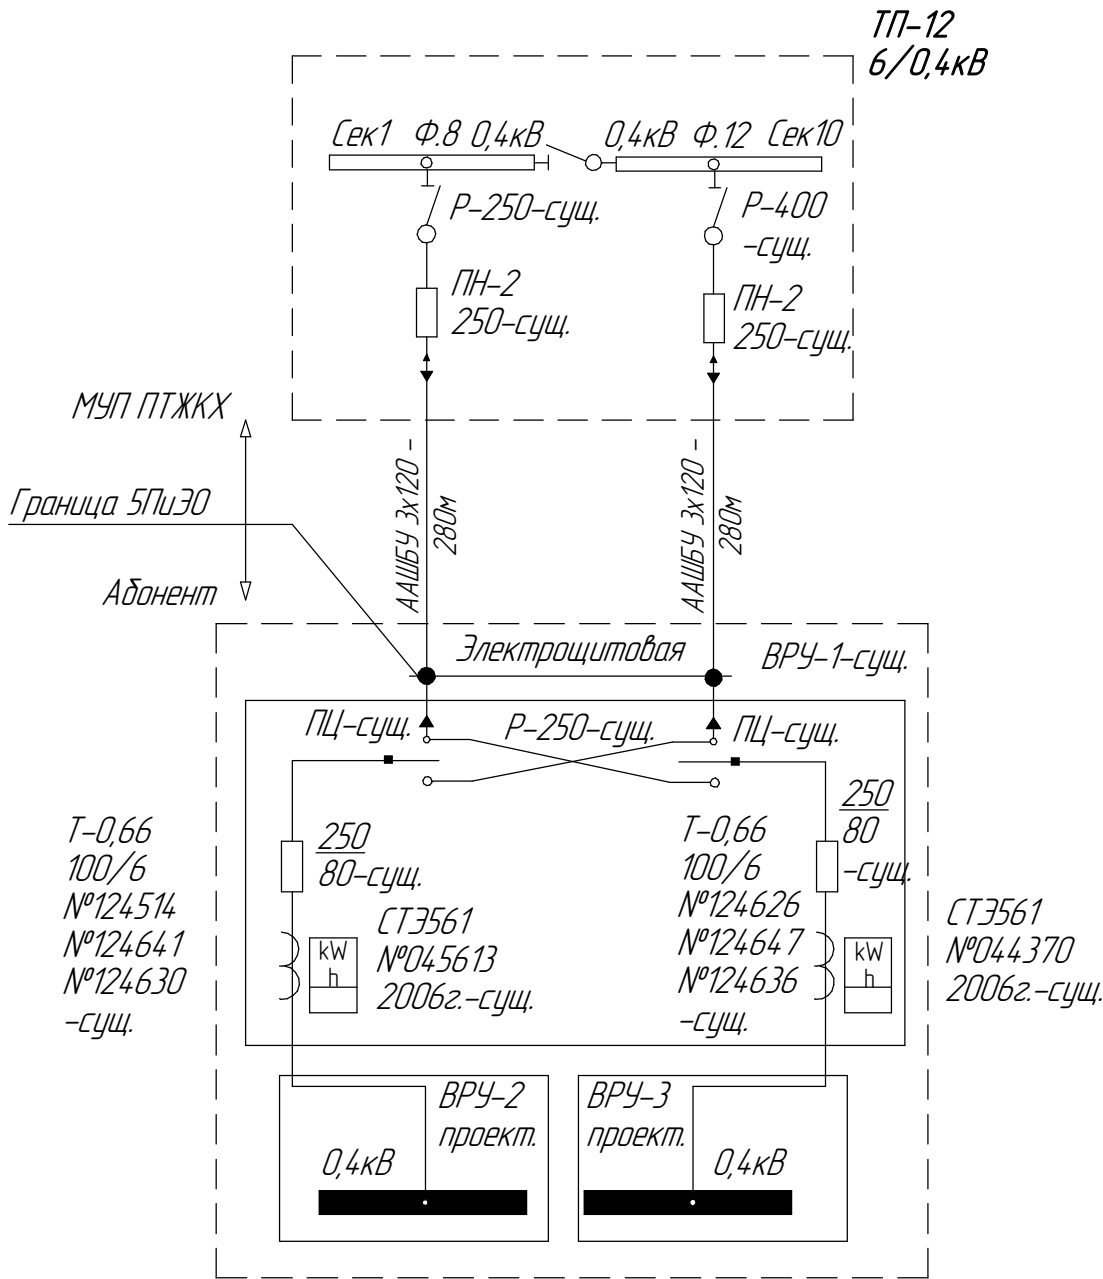 ТП-12
6/0,4кВ
Сек1 Ф.8 0,4кВ
0,4кВ Ф.12 Сек10
Р-250-сущ.
Р-400
-сущ.
ПН-2
250-сущ.
ПН-2
250-сущ.
МУП ПТЖКХ
Граница 5ПиЭО
Абонент
ААШБУ 3х120 -
280м
ААШБУ 3х120 -
280м
Электрощитовая
ВРУ-1-сущ.
ПЦ-сущ.
Р-250-сущ.
ПЦ-сущ.
250
80-сущ.
250
80
-сущ.
Т-0,66
100/6
№124514
№124641
№124630
-сущ.
kW
h
СТЭ561
№045613
2006г.-сущ.
Т-0,66
100/6
№124626
№124647
№124636
-сущ.
kW
h
СТЭ561
№044370
2006г.-сущ.
ВРУ-2
проект.
0,4кВ
ВРУ-3
проект.
0,4кВ